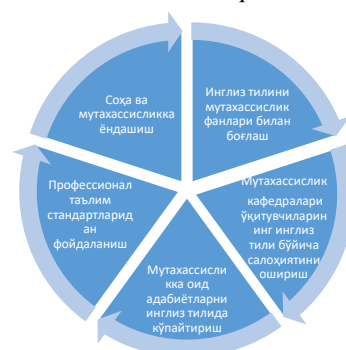 Соҳа ва
мутахассисликка
ёндашиш
Инглиз тилини
мутахассислик
фанлари билан
боғлаш
Мутахассислик
кафедралари
ўқитувчиларин
инг инглиз
тили бўйича
салоҳиятини
ошириш
Мутахассисли
кка оид
адабиётларни
инглиз тилида
кўпайтириш
Профессионал
таълим
стандартларид
ан
фойдаланиш